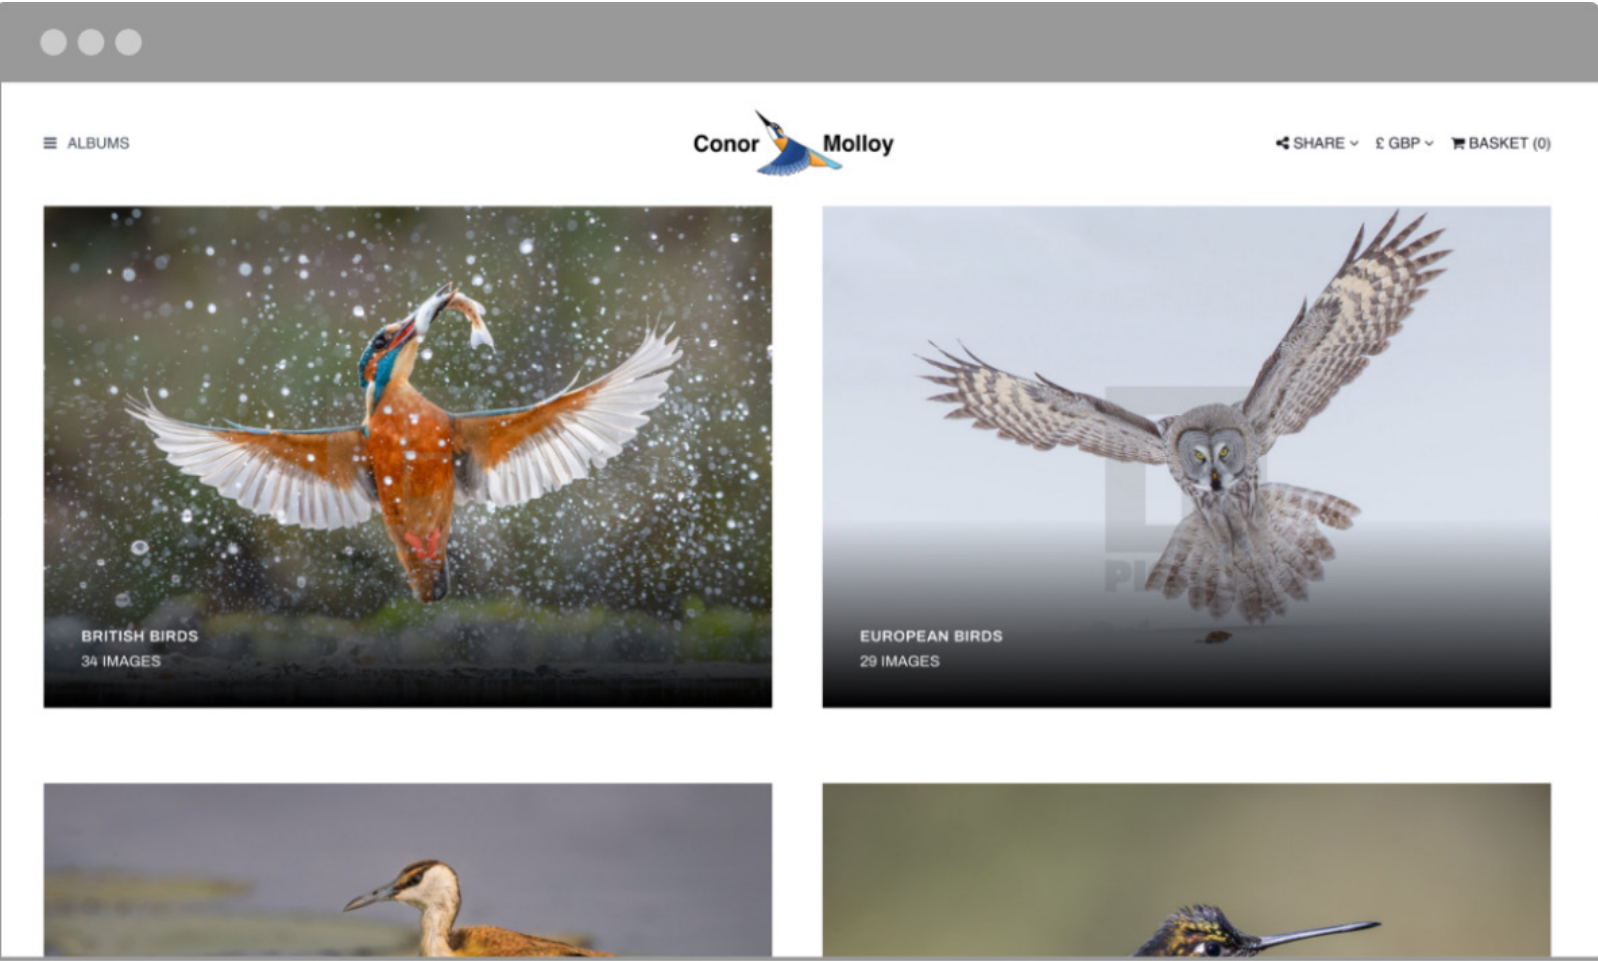 ALBUMS
Conor Molloy
SHARE
£ GBP
BASKET (0)
BRITISH BIRDS
34 IMAGES
EUROPEAN BIRDS
29 IMAGES